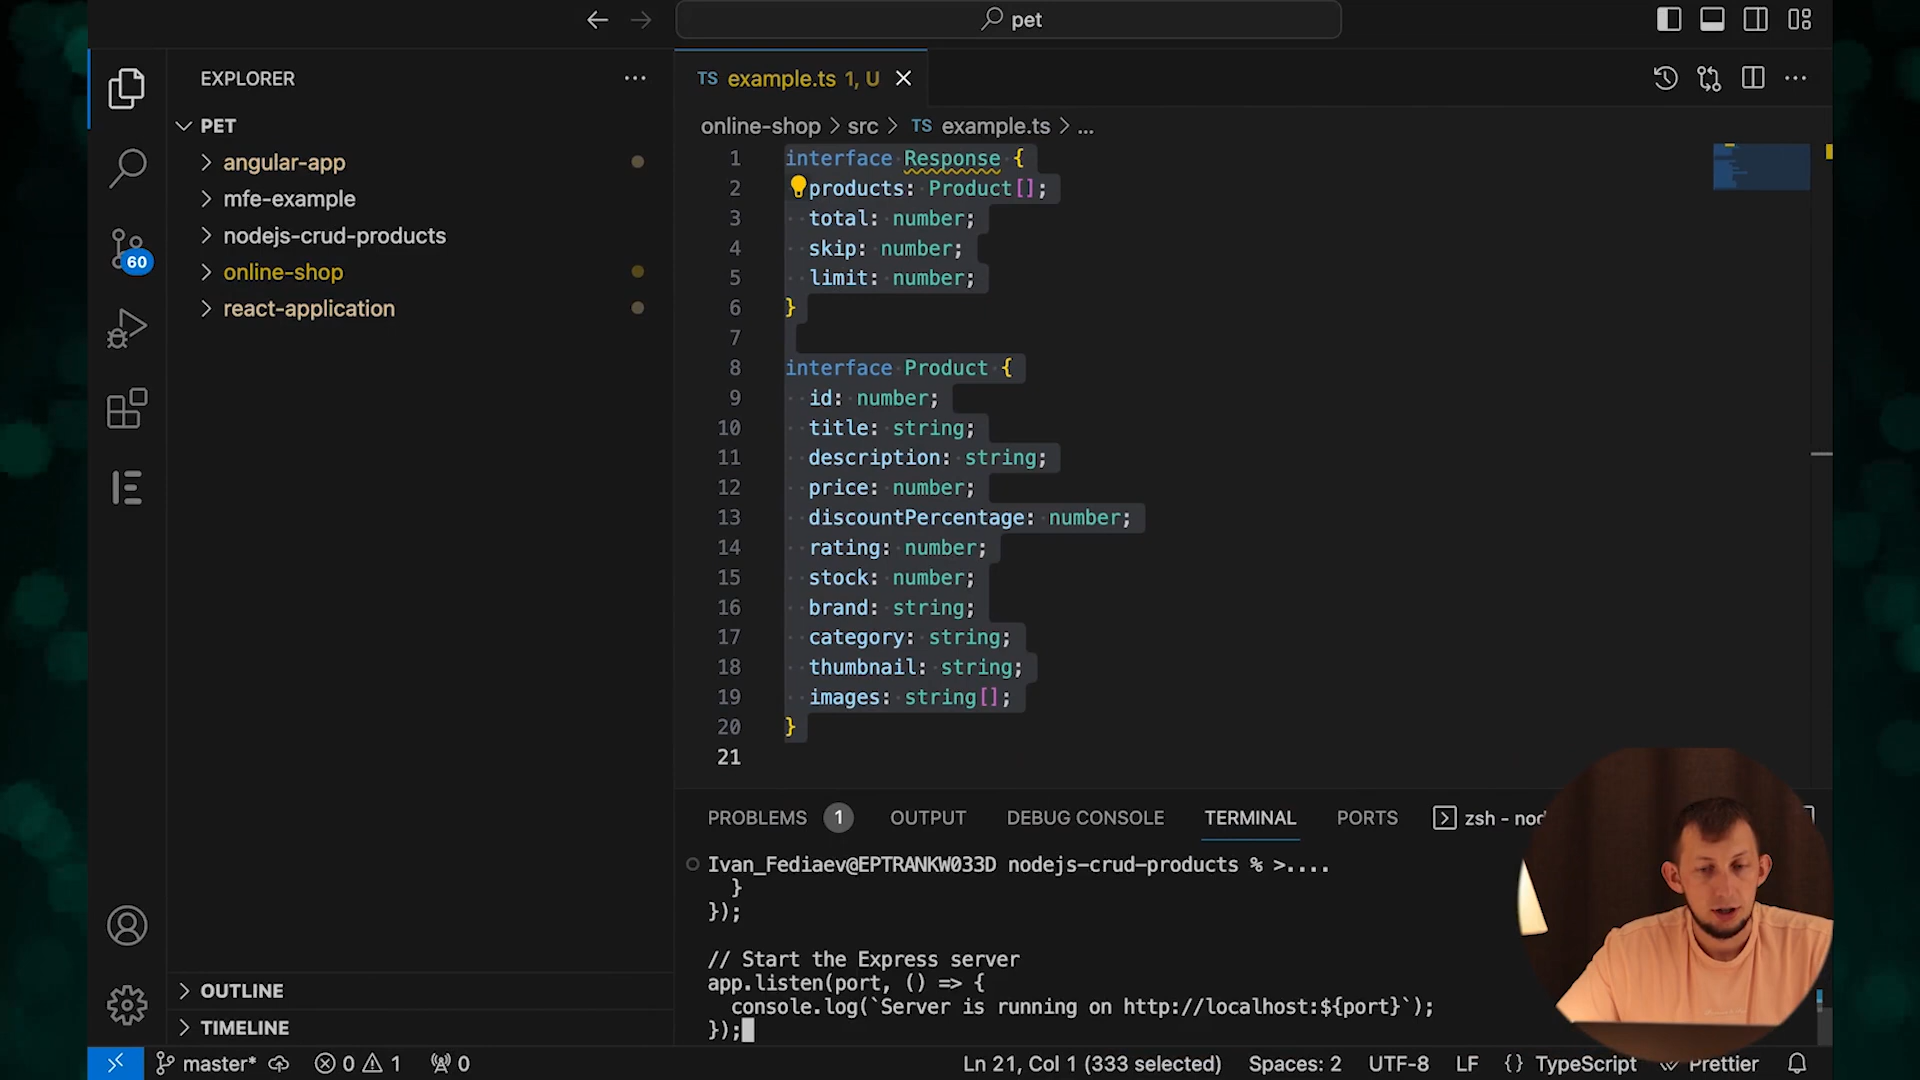 pet
EXPLORER
PET
angular-app
mfe-example
nodejs-crud-products
online-shop
react-application
60
OUTLINE
TIMELINE
TS example.ts 1, U
online-shop > src > TS example.ts > ...
1 interface Response {
2 products: Product[];
3 total: number;
4 skip: number;
5 limit: number;
6 }
7
8 interface Product {
9 id: number;
10 title: string;
11 description: string;
12 price: number;
13 discountPercentage: number;
14 rating: number;
15 stock: number;
16 brand: string;
17 category: string;
18 thumbnail: string;
19 images: string[];
20 }
21
PROBLEMS 1 OUTPUT DEBUG CONSOLE TERMINAL PORTS zsh - nod
Ivan_Fediaev@EPTRANKW033D nodejs-crud-products % >....
}
});
// Start the Express server
app.listen(port, () => {
console.log(`Server is running on http://localhost:${port}`);
});
master* 0 1 0 Ln 21, Col 1 (333 selected) Spaces: 2 UTF-8 LF {} TypeScript Prettier